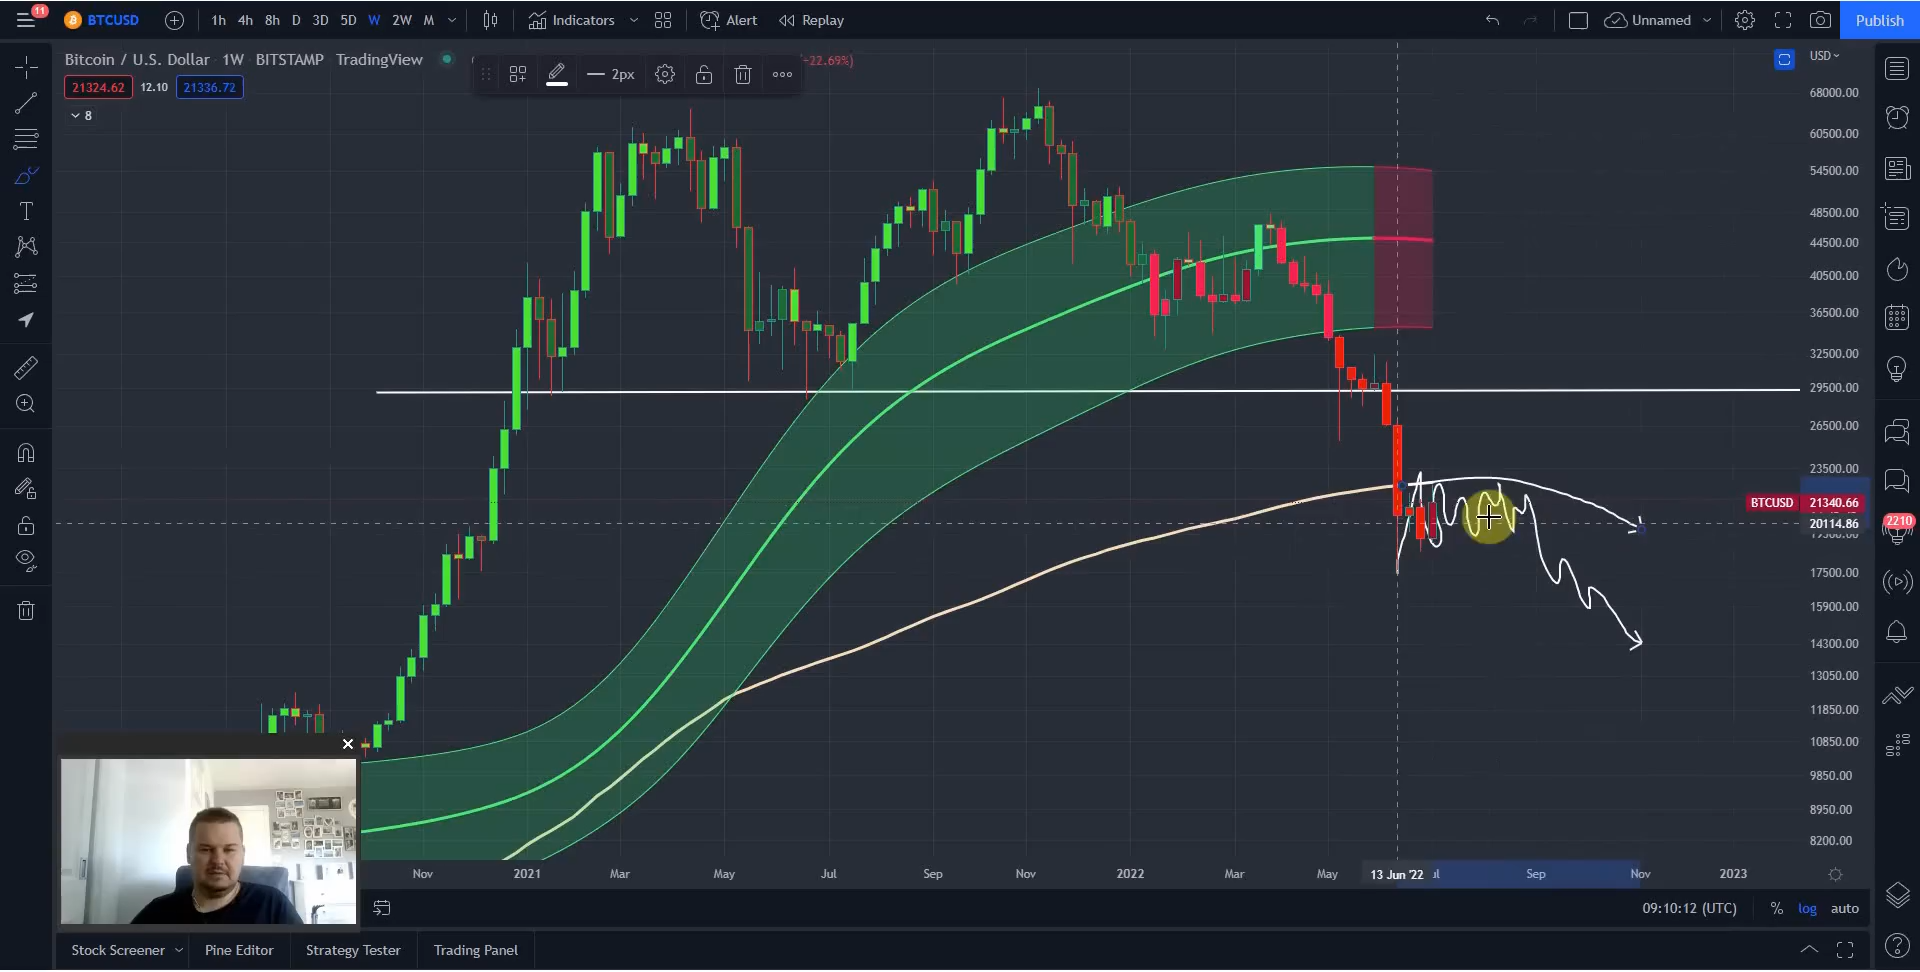 11
BTCUSD 1h 4h 8h D 3D 5D W 2W M Indicators Alert Replay Unnamed Publish
Bitcoin / U.S. Dollar 1W BITSTAMP TradingView
-22.69%)
2px
21324.62 12.10 21336.72
8
USD
68000.00
60500.00
54500.00
48500.00
44500.00
40500.00
36500.00
32500.00
29500.00
26500.00
23500.00
BTCUSD 21340.66
20114.86
19500.00
2210
17500.00
15900.00
14300.00
13050.00
11850.00
10850.00
9850.00
8950.00
8200.00
Nov 2021 Mar May Jul Sep Nov 2022 Mar May 13 Jun '22 ul Sep Nov 2023
09:10:12 (UTC) % log auto
Stock Screener Pine Editor Strategy Tester Trading Panel